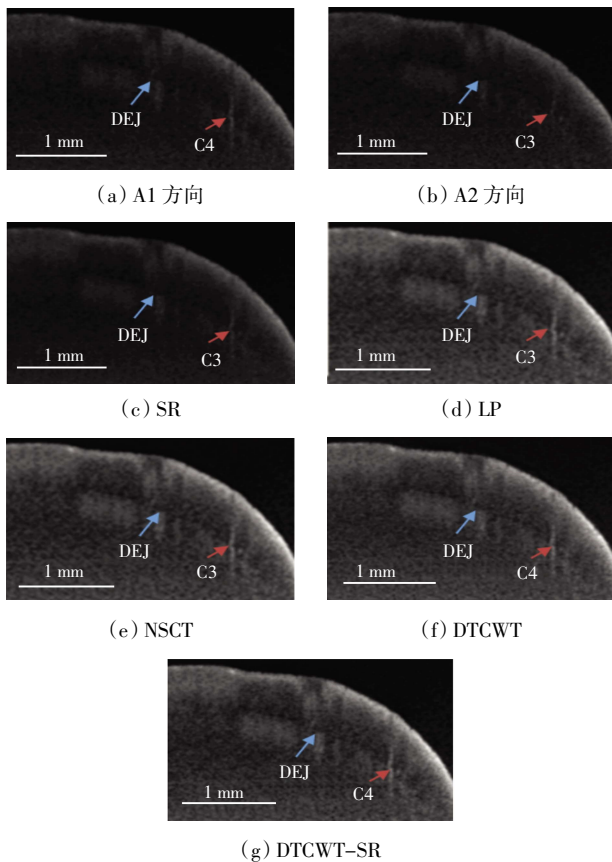 DEJ
C4
1 mm
(a) A1 方向
DEJ
C3
1 mm
(b) A2 方向
DEJ
C3
1 mm
(c) SR
DEJ
C3
1 mm
(d) LP
DEJ
C3
1 mm
(e) NSCT
DEJ
C4
1 mm
(f) DTCWT
DEJ
C4
1 mm
(g) DTCWT-SR